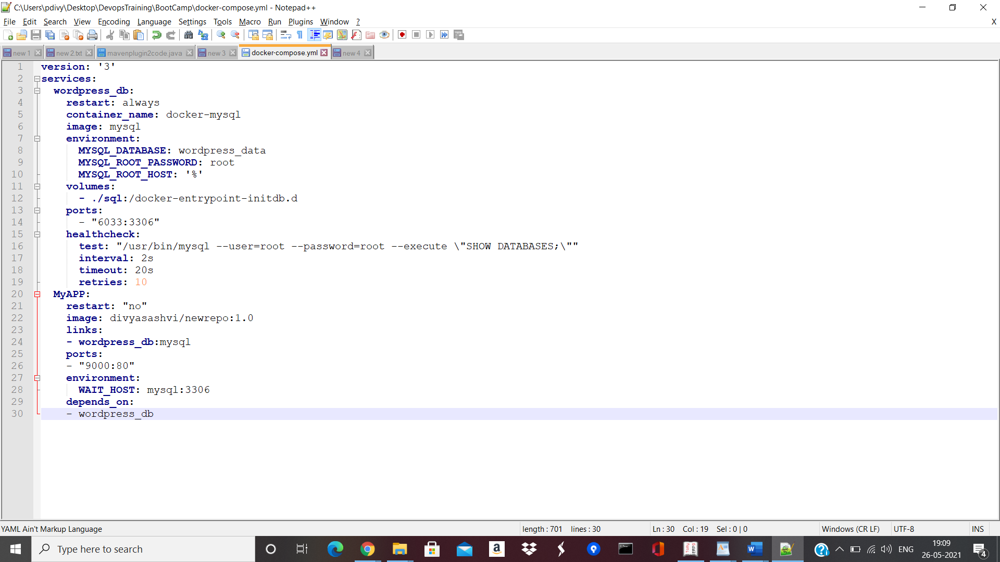 C:\Users\pdivy\Desktop\DevopsTraining\BootCamp\docker-compose.yml - Notepad++
File Edit Search View Encoding Language Settings Tools Macro Run Plugins Window ? X
new 1 new 2.txt mavenplugin2code.java new 3 docker-compose.yml new 4
1 version: '3'
2 services:
3 wordpress_db:
4 restart: always
5 container_name: docker-mysql
6 image: mysql
7 environment:
8 MYSQL_DATABASE: wordpress_data
9 MYSQL_ROOT_PASSWORD: root
10 MYSQL_ROOT_HOST: '%'
11 volumes:
12 - ./sql:/docker-entrypoint-initdb.d
13 ports:
14 - "6033:3306"
15 healthcheck:
16 test: "/usr/bin/mysql --user=root --password=root --execute \"SHOW DATABASES;\""
17 interval: 2s
18 timeout: 20s
19 retries: 10
20 MyAPP:
21 restart: "no"
22 image: divyasashvi/newrepo:1.0
23 links:
24 - wordpress_db:mysql
25 ports:
26 - "9000:80"
27 environment:
28 WAIT_HOST: mysql:3306
29 depends_on:
30 - wordpress_db
YAML Ain't Markup Language length : 701 lines : 30 Ln : 30 Col : 19 Sel : 0 | 0 Windows (CR LF) UTF-8 INS
Type here to search
ENG
19:09
26-05-2021
4